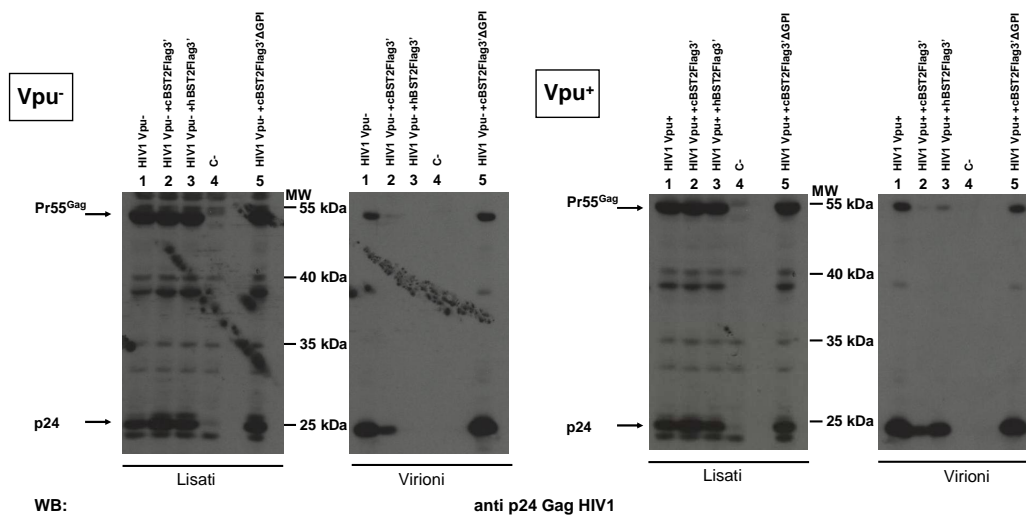 Vpu-
HIV1 Vpu-
HIV1 Vpu- +cBST2Flag3'
HIV1 Vpu- +hBST2Flag3'
C-
HIV1 Vpu- +cBST2Flag3'ΔGPI
1 2 3 4 5
HIV1 Vpu-
HIV1 Vpu- +cBST2Flag3'
HIV1 Vpu- +hBST2Flag3'
C-
HIV1 Vpu- +cBST2Flag3'ΔGPI
1 2 3 4 5
MW
Pr55Gag
55 kDa
40 kDa
35 kDa
p24
25 kDa
Lisati
Virioni
Vpu+
HIV1 Vpu+
HIV1 Vpu+ +cBST2Flag3'
HIV1 Vpu+ +hBST2Flag3'
C-
HIV1 Vpu+ +cBST2Flag3'ΔGPI
1 2 3 4 5
HIV1 Vpu+
HIV1 Vpu+ +cBST2Flag3'
HIV1 Vpu+ +hBST2Flag3'
C-
HIV1 Vpu+ +cBST2Flag3'ΔGPI
1 2 3 4 5
MW
Pr55Gag
55 kDa
40 kDa
35 kDa
p24
25 kDa
Lisati
Virioni
WB: anti p24 Gag HIV1